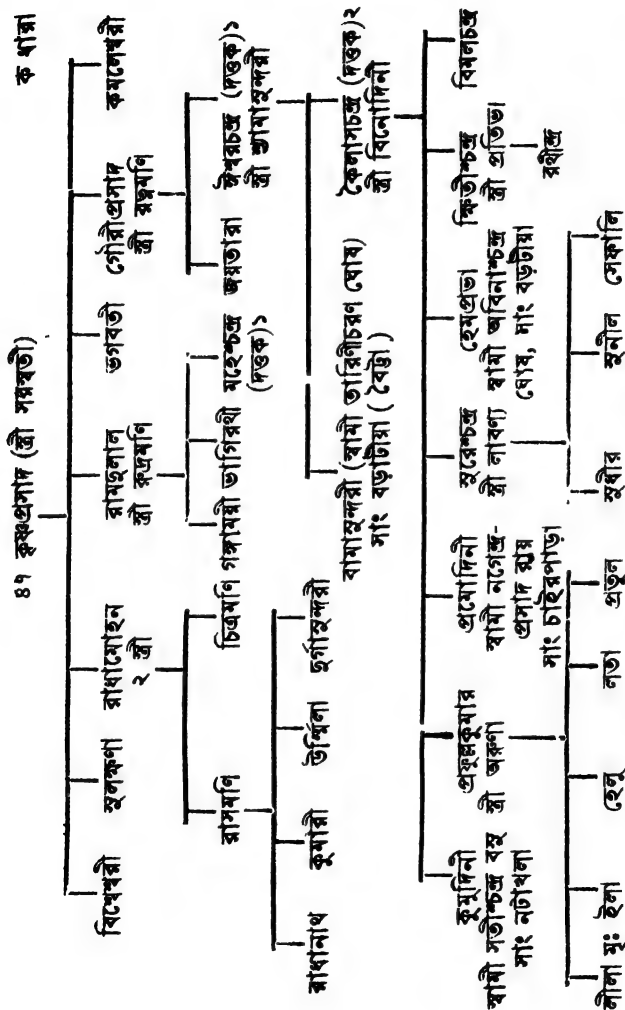 ৪৭ কৃষ্ণপ্রসাদ (স্ত্রী সরস্বতী) ক ধারা
বিশ্বেশ্বরী সুলক্ষণা রাধামোহন রামদুলাল ভগবতী গৌরীপ্রসাদ কমলেশ্বরী
২ স্ত্রী স্ত্রী রুদ্রমণি স্ত্রী রত্নমণি
রাসমণি চিত্রমণি গঙ্গাময়ী ভাগিরথী মহেশচন্দ্র জয়তারা ঈশ্বরচন্দ্র (দত্তক)১
(দত্তক)১ স্ত্রী শ্যামাসুন্দরী
রাধানাথ কুমারী উর্ম্মিলা দুর্গাসুন্দরী
বামাসুন্দরী (স্বামী তারিণীচরণ ঘোষ) কৈলাসচন্দ্র (দত্তক)২
সাং বড়টীয়া (বৈট্টা) স্ত্রী বিনোদিনী
কুমুদিনী প্রফুল্লকুমার প্রমোদিনী সুরেশচন্দ্র হেমপ্রভা ক্ষিতীশচন্দ্র বিমলচন্দ্র
স্বামী সতীশচন্দ্র বসু স্ত্রী অরুণা স্বামী নগেন্দ্র- স্ত্রী লাবণ্য স্বামী অবিনাশচন্দ্র স্ত্রী প্রতিভা
সাং নটাখলা প্রসাদ রায় ঘোষ, সাং বড়টীয়া
সাং চাইরপাড়া রথীন্দ্র
লীলা মৃঃ ইলা হেনু লতা প্রতুল সুধীর সুনীল সেফালি